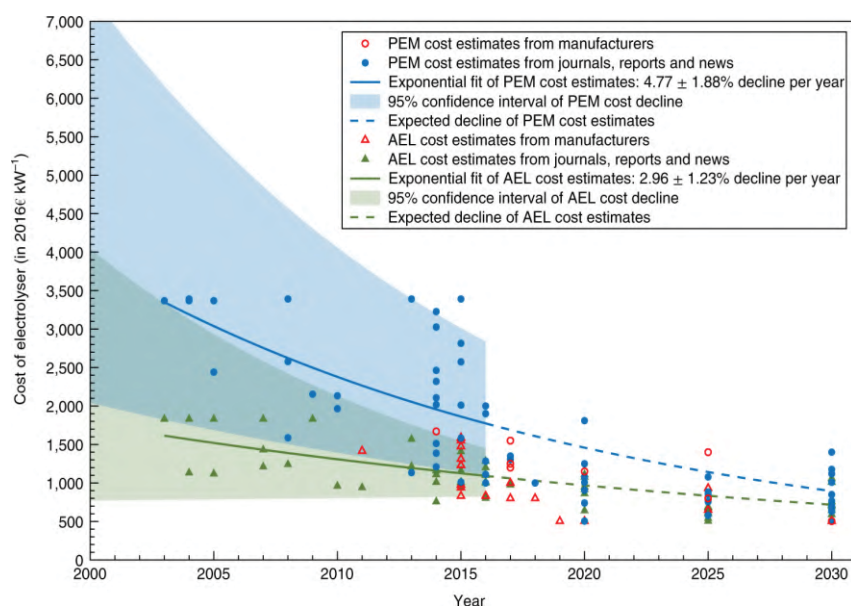 7,000
6,500
6,000
5,500
5,000
4,500
4,000
3,500
3,000
2,500
2,000
1,500
1,000
500
0
Cost of electrolyser (in 2016€ kW⁻¹)
PEM cost estimates from manufacturers
PEM cost estimates from journals, reports and news
Exponential fit of PEM cost estimates: 4.77 ± 1.88% decline per year
95% confidence interval of PEM cost decline
Expected decline of PEM cost estimates
AEL cost estimates from manufacturers
AEL cost estimates from journals, reports and news
Exponential fit of AEL cost estimates: 2.96 ± 1.23% decline per year
95% confidence interval of AEL cost decline
Expected decline of AEL cost estimates
2000 2005 2010 2015 2020 2025 2030
Year